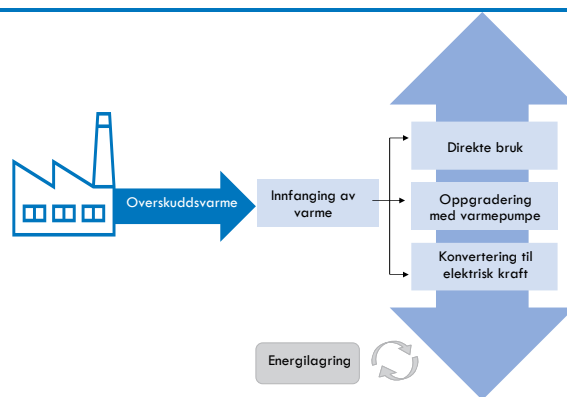 Overskuddsvarme
Innfanging av
varme
Direkte bruk
Oppgradering
med varmepumpe
Konvertering til
elektrisk kraft
Energilagring